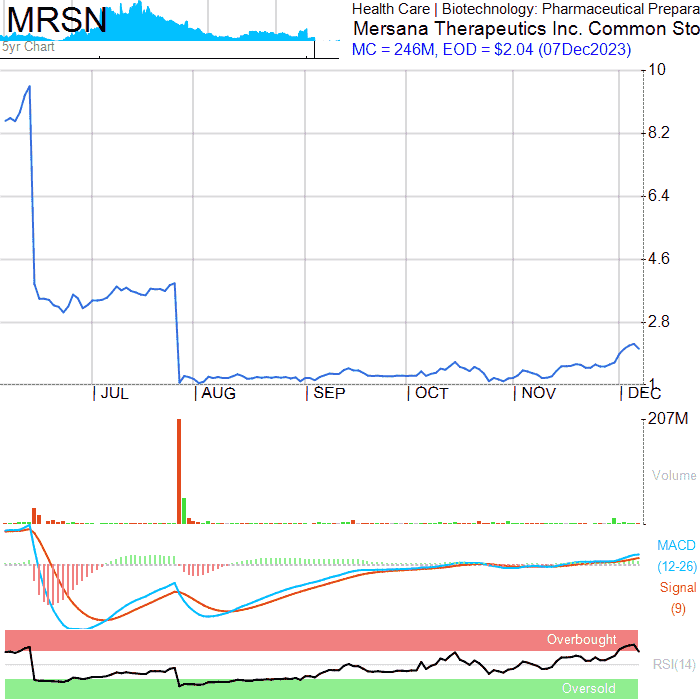 MRSN
5yr Chart
Health Care | Biotechnology: Pharmaceutical Prepara
Mersana Therapeutics Inc. Common Sto
MC = 246M, EOD = $2.04 (07Dec2023)
10
8.2
6.4
4.6
2.8
1
| JUL | AUG | SEP | OCT | NOV | DEC
207M
Volume
MACD
(12-26)
Signal
(9)
Overbought
RSI(14)
Oversold